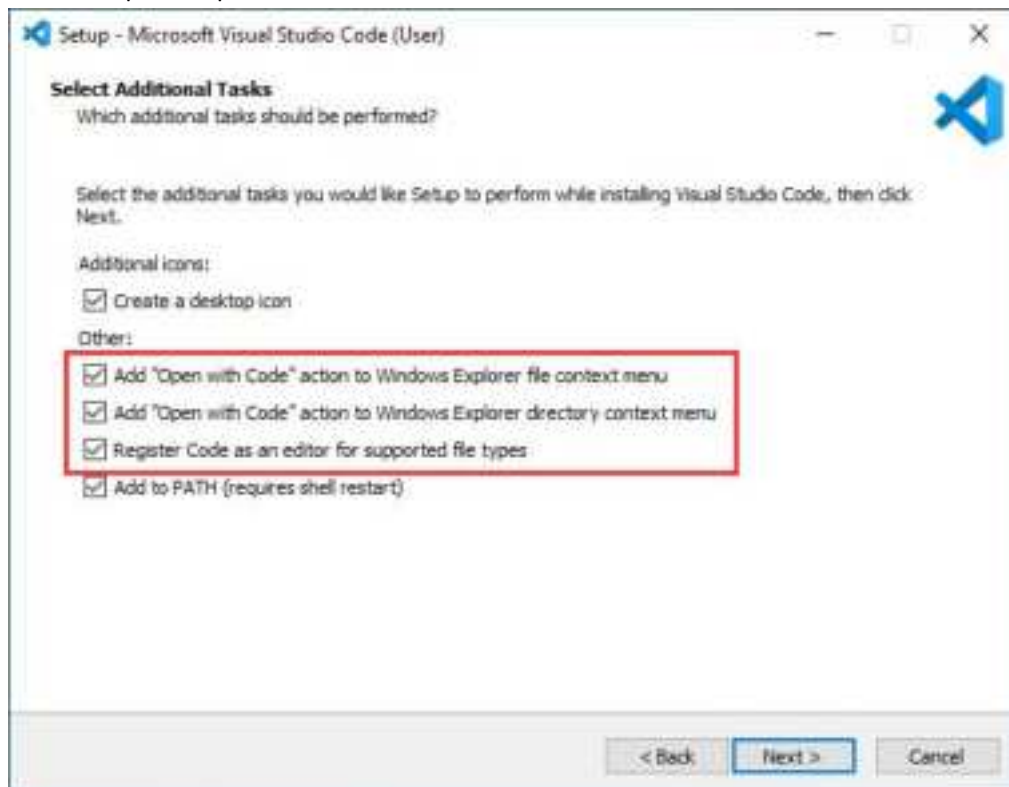 Setup - Microsoft Visual Studio Code (User)
Select Additional Tasks
Which additional tasks should be performed?
Select the additional tasks you would like Setup to perform while installing Visual Studio Code, then click
Next.
Additional icons:
Create a desktop icon
Other:
Add "Open with Code" action to Windows Explorer file context menu
Add "Open with Code" action to Windows Explorer directory context menu
Register Code as an editor for supported file types
Add to PATH (requires shell restart)
< Back Next > Cancel